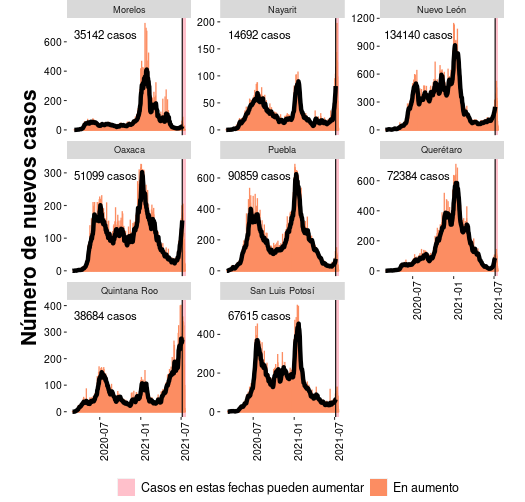 Número de nuevos casos
Morelos Nayarit Nuevo León
35142 casos 14692 casos 134140 casos
0 200 400 600
0 50 100 150 200
0 300 600 900 1200
Oaxaca Puebla Querétaro
51099 casos 90859 casos 72384 casos
0 100 200 300
0 200 400 600
0 200 400 600
Quintana Roo San Luis Potosí
38684 casos 67615 casos
0 100 200 300 400
0 200 400
2020-07 2021-01 2021-07
2020-07 2021-01 2021-07
2020-07 2021-01 2021-07
Casos en estas fechas pueden aumentar En aumento